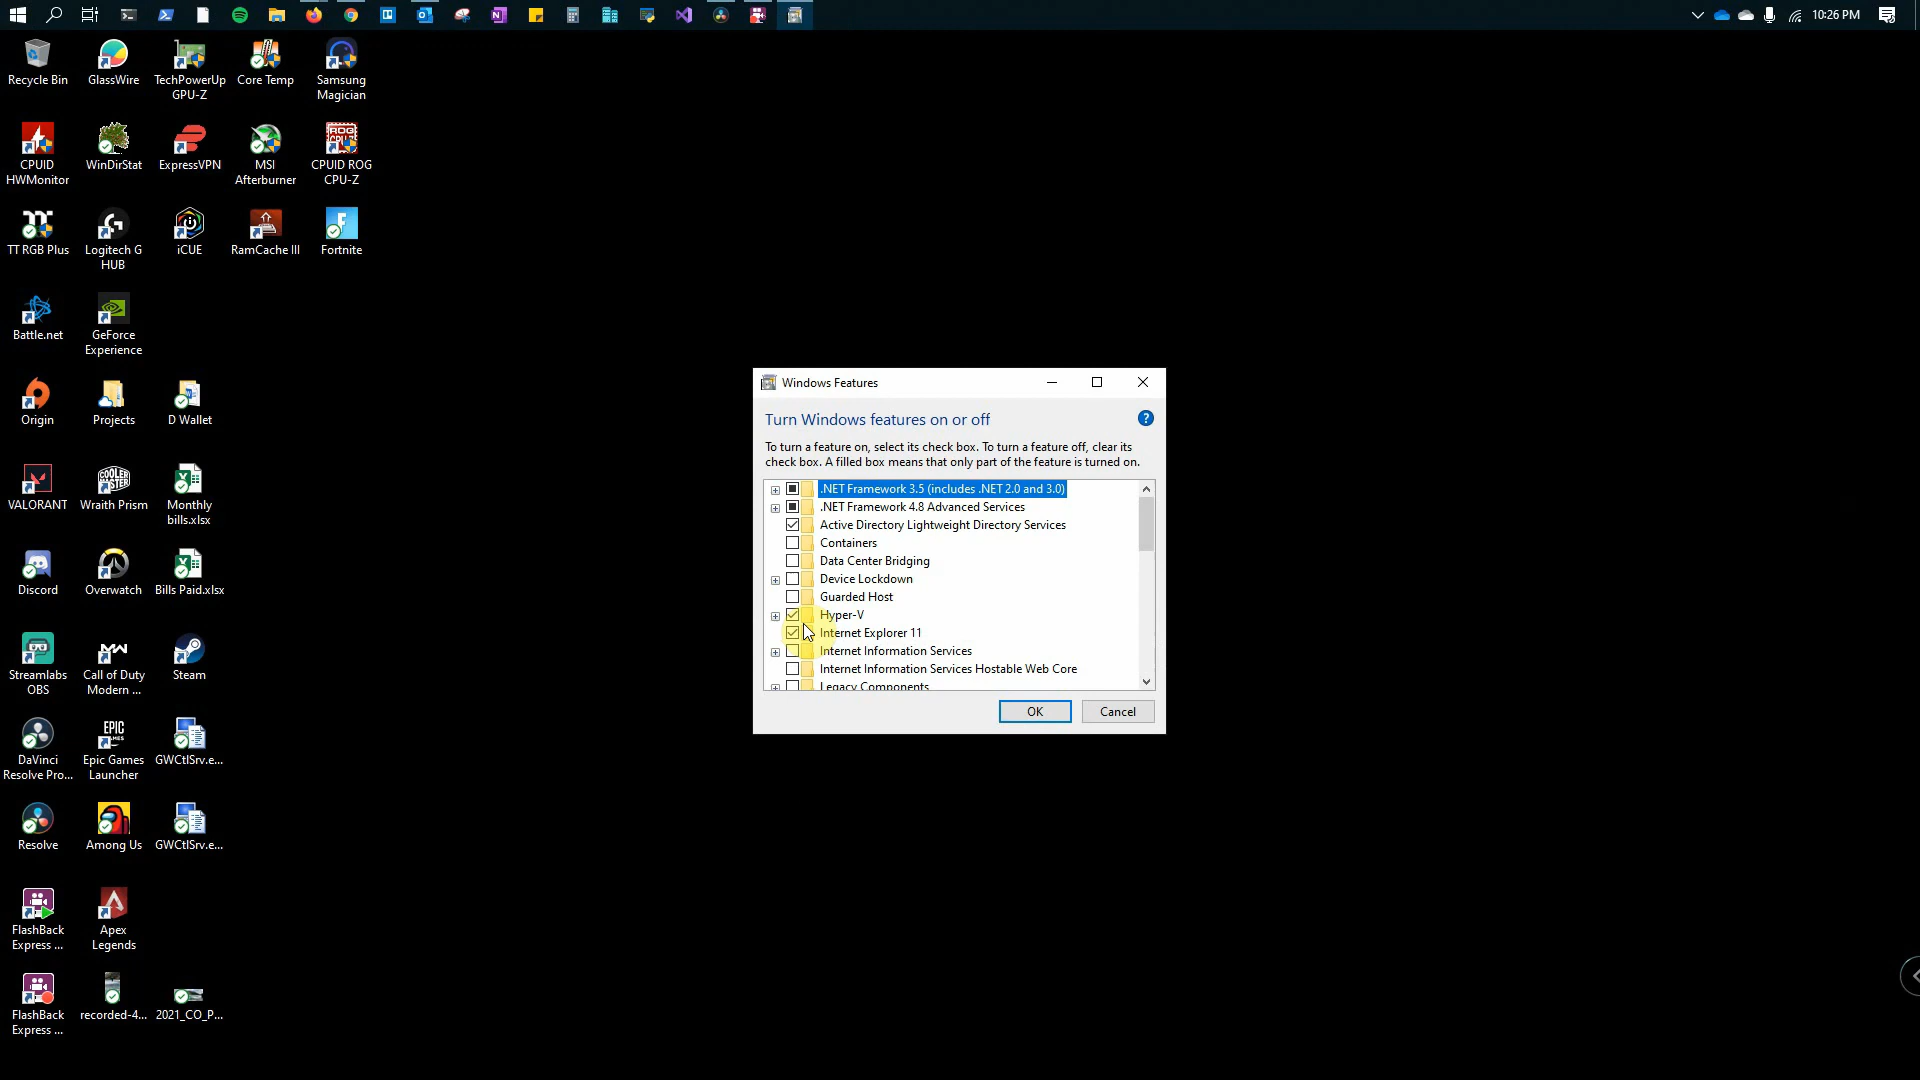 10:26 PM
Recycle Bin
GlassWire
TechPowerUp
GPU-Z
Core Temp
Samsung
Magician
CPUID
HWMonitor
WinDirStat
ExpressVPN
MSI
Afterburner
CPUID ROG
CPU-Z
TT RGB Plus
Logitech G
HUB
iCUE
RamCache III
Fortnite
Battle.net
GeForce
Experience
Origin
Projects
D Wallet
VALORANT
Wraith Prism
Monthly
bills.xlsx
Discord
Overwatch
Bills Paid.xlsx
Streamlabs
OBS
Call of Duty
Modern ...
Steam
DaVinci
Resolve Pro...
Epic Games
Launcher
GWCtlSrv.e...
Resolve
Among Us
GWCtlSrv.e...
FlashBack
Express ...
Apex
Legends
FlashBack
Express ...
recorded-4...
2021_CO_P...
Windows Features
Turn Windows features on or off
To turn a feature on, select its check box. To turn a feature off, clear its
check box. A filled box means that only part of the feature is turned on.
.NET Framework 3.5 (includes .NET 2.0 and 3.0)
.NET Framework 4.8 Advanced Services
Active Directory Lightweight Directory Services
Containers
Data Center Bridging
Device Lockdown
Guarded Host
Hyper-V
Internet Explorer 11
Internet Information Services
Internet Information Services Hostable Web Core
Legacy Components
OK
Cancel